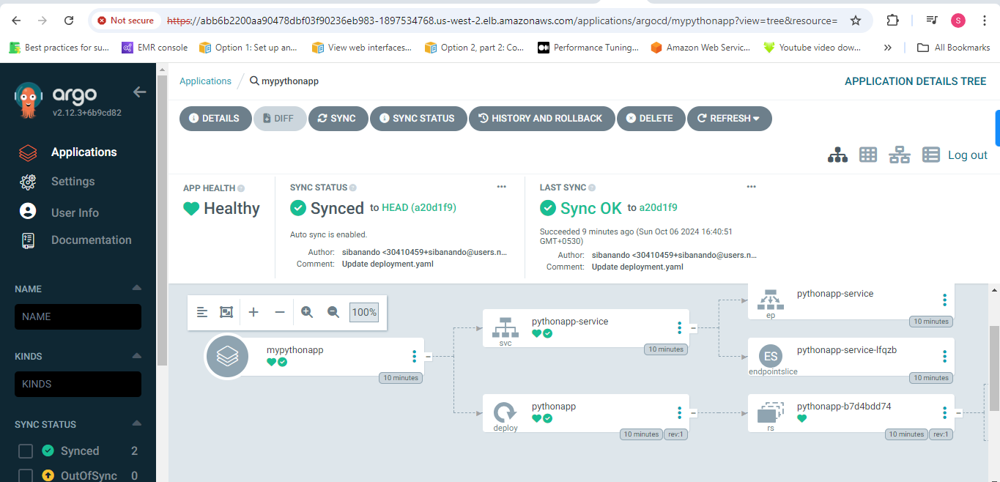 Not secure https://abb6b2200aa90478dbf03f90236eb983-1897534768.us-west-2.elb.amazonaws.com/applications/argocd/mypythonapp?view=tree&resource= S
Best practices for su... EMR console Option 1: Set up an... View web interfaces... Option 2, part 2: Co... Performance Tuning... Amazon Web Servic... Youtube video dow... » All Bookmarks
argo
v2.12.3+6b9cd82
Applications
Settings
User Info
Documentation
NAME
NAME
KINDS
KINDS
SYNC STATUS
Synced 2
OutOfSync 0
Applications / mypythonapp APPLICATION DETAILS TREE
DETAILS DIFF SYNC SYNC STATUS HISTORY AND ROLLBACK DELETE REFRESH
Log out
APP HEALTH
Healthy
SYNC STATUS
Synced to HEAD (a20d1f9)
Auto sync is enabled.
Author: sibanando <30410459+sibanando@users.n...
Comment: Update deployment.yaml
LAST SYNC
Sync OK to a20d1f9
Succeeded 9 minutes ago (Sun Oct 06 2024 16:40:51
GMT+0530)
Author: sibanando <30410459+sibanando@users.n...
Comment: Update deployment.yaml
100%
mypythonapp
10 minutes
pythonapp-service
svc
10 minutes
pythonapp
deploy
10 minutes rev:1
pythonapp-service
ep
10 minutes
ES
pythonapp-service-lfqzb
endpointslice
10 minutes
pythonapp-b7d4bdd74
rs
10 minutes rev:1